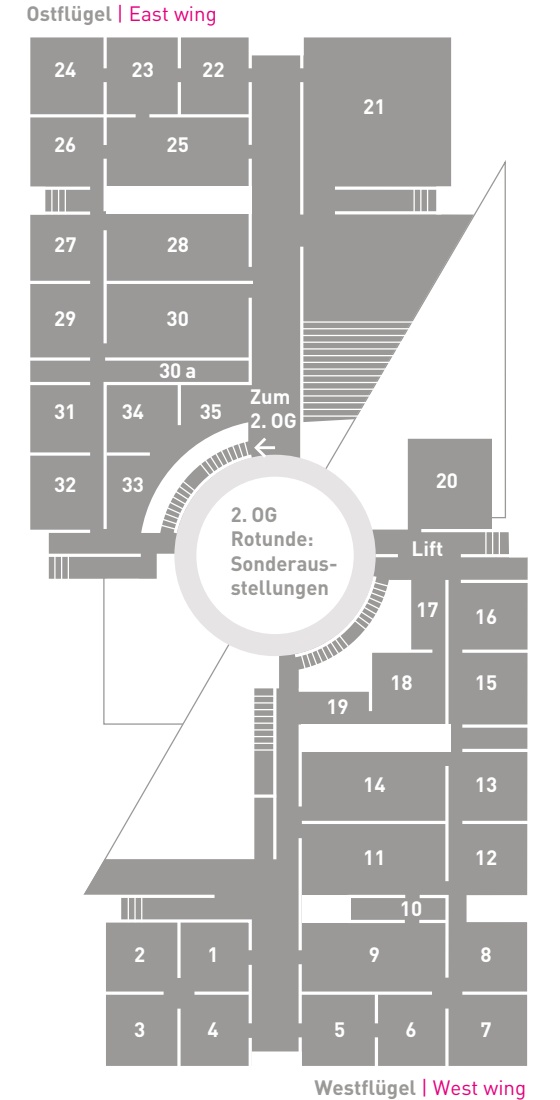 Ostflügel | East wing
24 23 22
21
26 25
27 28
29 30
30 a
31 34 35
Zum
2. OG
32 33
20
2. OG
Rotunde:
Sonderaus-
stellungen
Lift
17 16
18 15
19
14 13
11 12
10
2 1 9 8
3 4 5 6 7
Westflügel | West wing